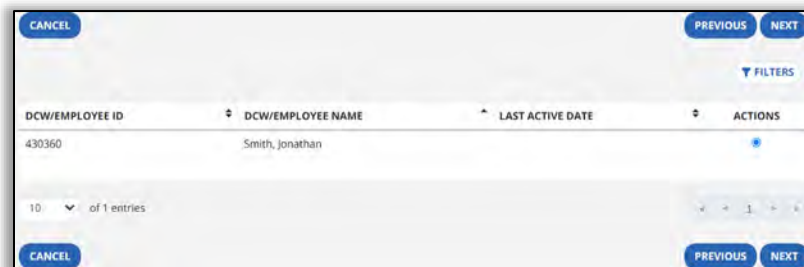 CANCEL PREVIOUS NEXT
FILTERS
DCW/EMPLOYEE ID DCW/EMPLOYEE NAME LAST ACTIVE DATE ACTIONS
430360 Smith, Jonathan
10 of 1 entries « < 1 > »
CANCEL PREVIOUS NEXT